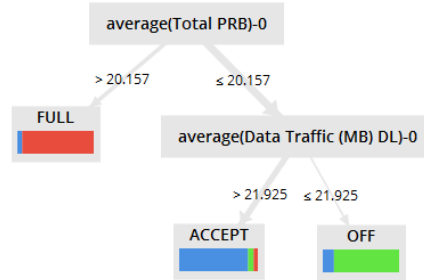 average(Total PRB)-0
> 20.157
≤ 20.157
FULL
average(Data Traffic (MB) DL)-0
> 21.925
≤ 21.925
ACCEPT
OFF